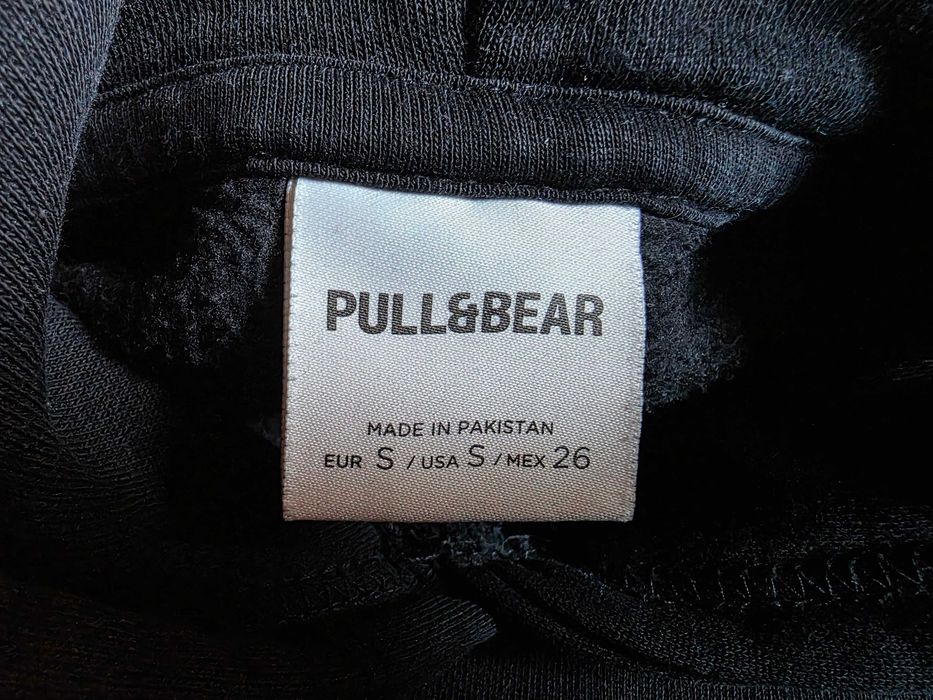 PULL&BEAR
MADE IN PAKISTAN
EUR S / USA S / MEX 26